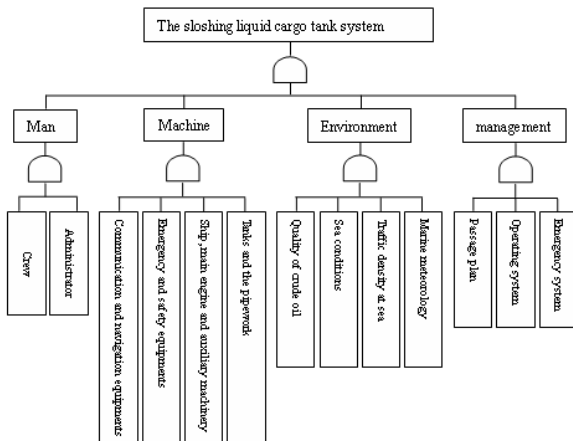 The sloshing liquid cargo tank system
Man
Machine
Environment
management
Crew
Administrator
Communication and navigation equipments
Emergency and safety equipments
Ship,main engine and auxiliary machinery
Tanks and the pipework
Quality of crude oil
Sea conditions
Traffic density at sea
Marine meteorology
Passage plan
Operating system
Emergency system